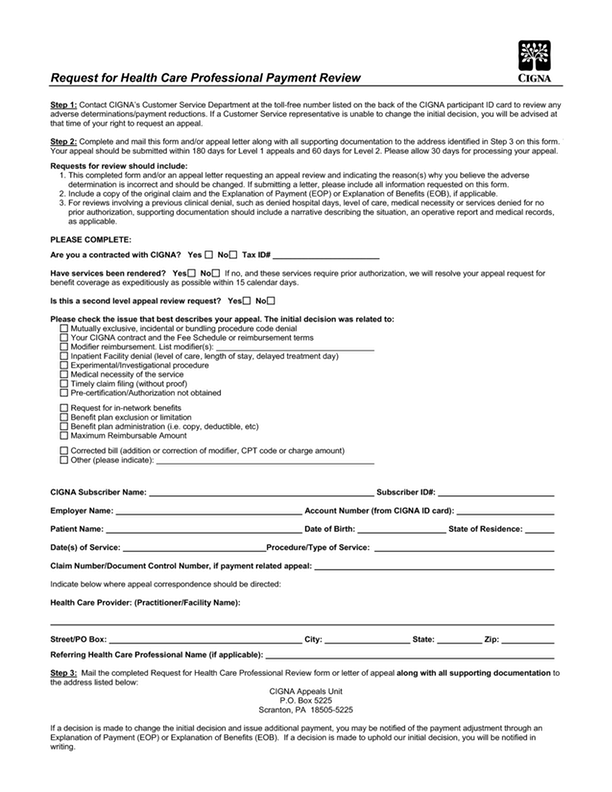 CIGNA
Request for Health Care Professional Payment Review
Step 1: Contact CIGNA's Customer Service Department at the toll-free number listed on the back of the CIGNA participant ID card to review any
adverse determinations/payment reductions. If a Customer Service representative is unable to change the initial decision, you will be advised at
that time of your right to request an appeal.
Step 2: Complete and mail this form and/or appeal letter along with all supporting documentation to the address identified in Step 3 on this form.
Your appeal should be submitted within 180 days for Level 1 appeals and 60 days for Level 2. Please allow 30 days for processing your appeal.
Requests for review should include:
1. This completed form and/or an appeal letter requesting an appeal review and indicating the reason(s) why you believe the adverse
determination is incorrect and should be changed. If submitting a letter, please include all information requested on this form.
2. Include a copy of the original claim and the Explanation of Payment (EOP) or Explanation of Benefits (EOB), if applicable.
3. For reviews involving a previous clinical denial, such as denied hospital days, level of care, medical necessity or services denied for no
prior authorization, supporting documentation should include a narrative describing the situation, an operative report and medical records,
as applicable.
PLEASE COMPLETE:
Are you a contracted with CIGNA? Yes ☐ No☐ Tax ID# ____________________
Have services been rendered? Yes☐ No☐ If no, and these services require prior authorization, we will resolve your appeal request for
benefit coverage as expeditiously as possible within 15 calendar days.
Is this a second level appeal review request? Yes☐ No☐
Please check the issue that best describes your appeal. The initial decision was related to:
☐ Mutually exclusive, incidental or bundling procedure code denial
☐ Your CIGNA contract and the Fee Schedule or reimbursement terms
☐ Modifier reimbursement. List modifier(s): ____________________
☐ Inpatient Facility denial (level of care, length of stay, delayed treatment day)
☐ Experimental/Investigational procedure
☐ Medical necessity of the service
☐ Timely claim filing (without proof)
☐ Pre-certification/Authorization not obtained
☐ Request for in-network benefits
☐ Benefit plan exclusion or limitation
☐ Benefit plan administration (i.e. copy, deductible, etc)
☐ Maximum Reimbursable Amount
☐ Corrected bill (addition or correction of modifier, CPT code or charge amount)
☐ Other (please indicate): ____________________
CIGNA Subscriber Name: ____________________ Subscriber ID#: ____________________
Employer Name: ____________________ Account Number (from CIGNA ID card): ____________________
Patient Name: ____________________ Date of Birth: ____________________ State of Residence: _______
Date(s) of Service: ____________________Procedure/Type of Service: ____________________
Claim Number/Document Control Number, if payment related appeal: ____________________
Indicate below where appeal correspondence should be directed:
Health Care Provider: (Practitioner/Facility Name):
Street/PO Box: ____________________ City: ____________________ State: __________ Zip: __________
Referring Health Care Professional Name (if applicable): ____________________
Step 3: Mail the completed Request for Health Care Professional Review form or letter of appeal along with all supporting documentation to
the address listed below:
CIGNA Appeals Unit
P.O. Box 5225
Scranton, PA 18505-5225
If a decision is made to change the initial decision and issue additional payment, you may be notified of the payment adjustment through an
Explanation of Payment (EOP) or Explanation of Benefits (EOB). If a decision is made to uphold our initial decision, you will be notified in
writing.